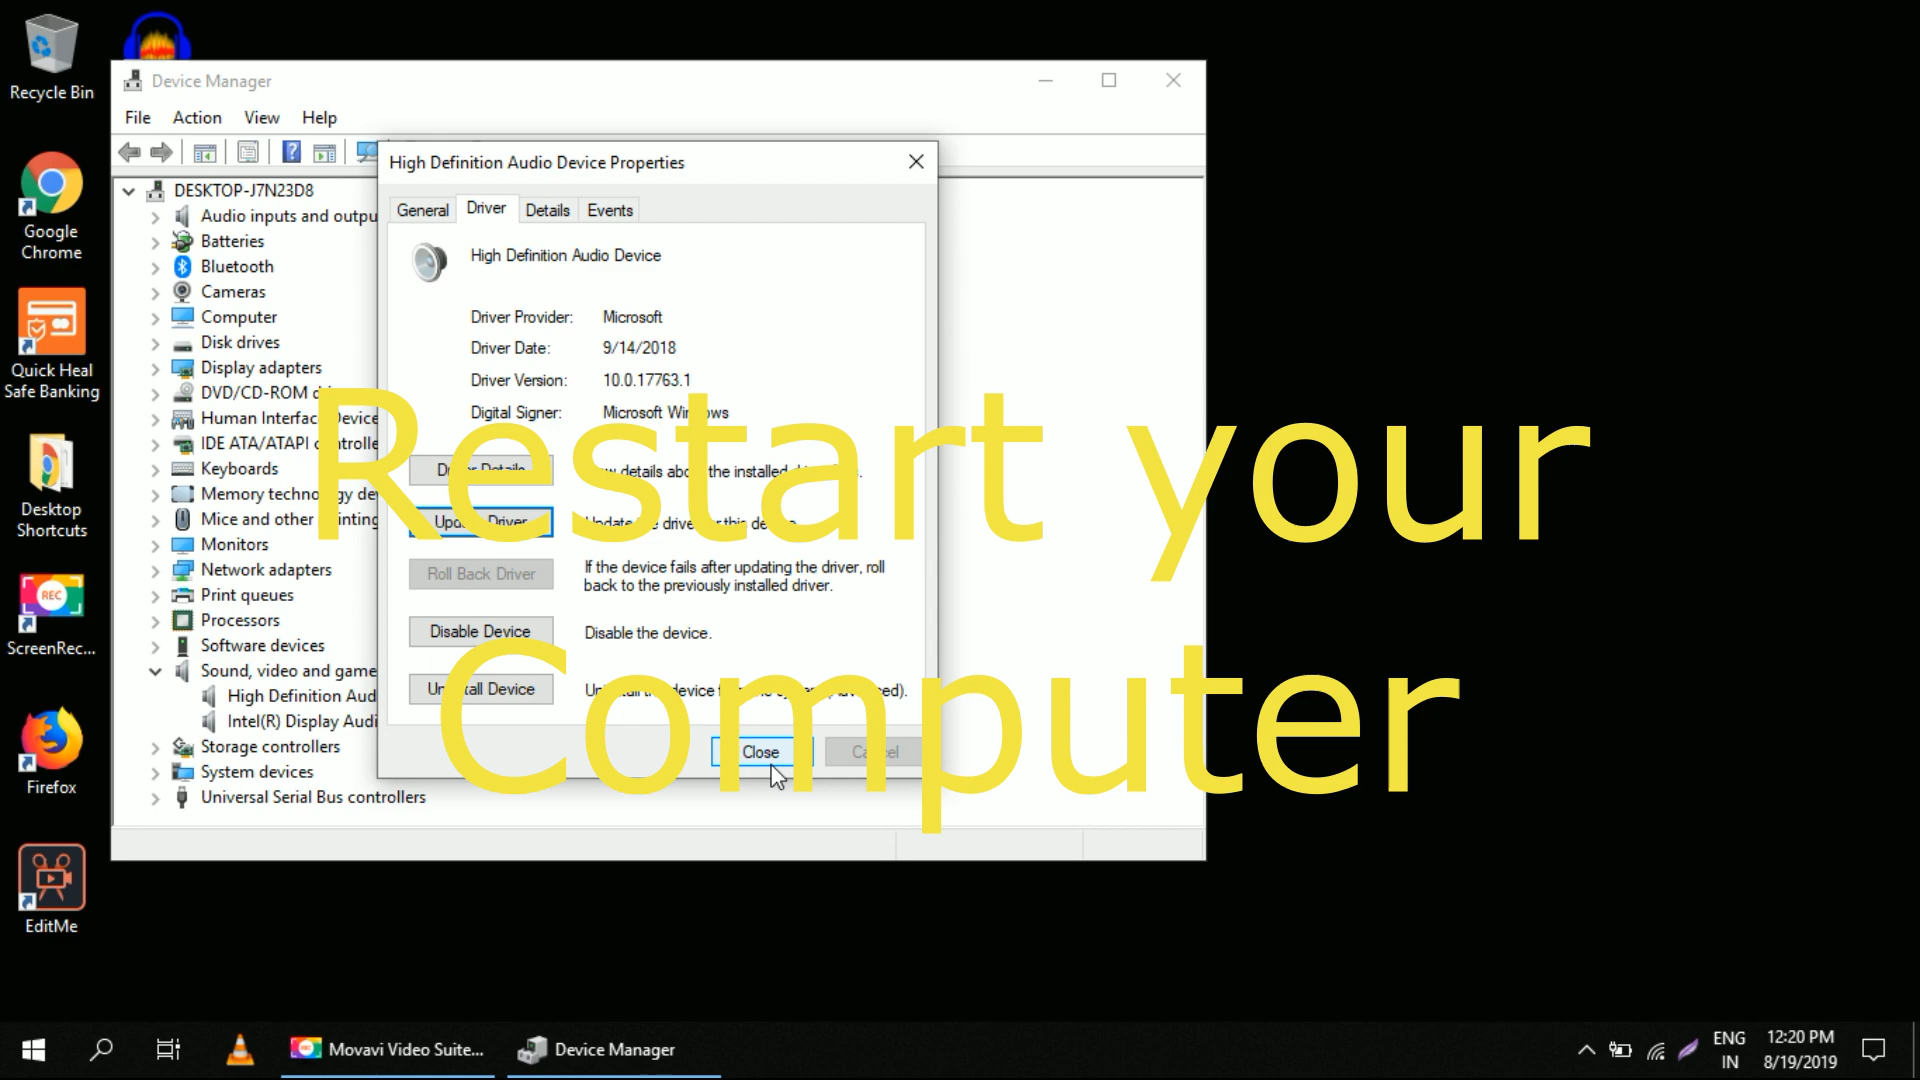 Recycle Bin
Google
Chrome
Quick Heal
Safe Banking
Desktop
Shortcuts
REC
ScreenRec...
Firefox
EditMe
Device Manager
File Action View Help
DESKTOP-J7N23D8
Audio inputs and outpu
Batteries
Bluetooth
Cameras
Computer
Disk drives
Display adapters
DVD/CD-ROM
Human Interfac Device
IDE ATA/ATAPI
Keyboards
Memory
Mice and other
Monitors
Network adapters
Print queues
Processors
Software devices
Sound, video and game
High Definition Aud
Intel(R) Display Audi
Storage controllers
System devices
Universal Serial Bus controllers
High Definition Audio Device Properties
General Driver Details Events
High Definition Audio Device
Driver Provider: Microsoft
Driver Date: 9/14/2018
Driver Version: 10.0.17763.1
Digital Signer: Microsoft Windows
Driver Details details about the installed
Update Driver Update the driver for this device.
Roll Back Driver If the device fails after updating the driver, roll
back to the previously installed driver.
Disable Device Disable the device.
Uninstall Device Uninstall the device from the system (Advanced).
Close Cancel
Restart your
Computer
REC Movavi Video Suite...
Device Manager
ENG
IN
12:20 PM
8/19/2019